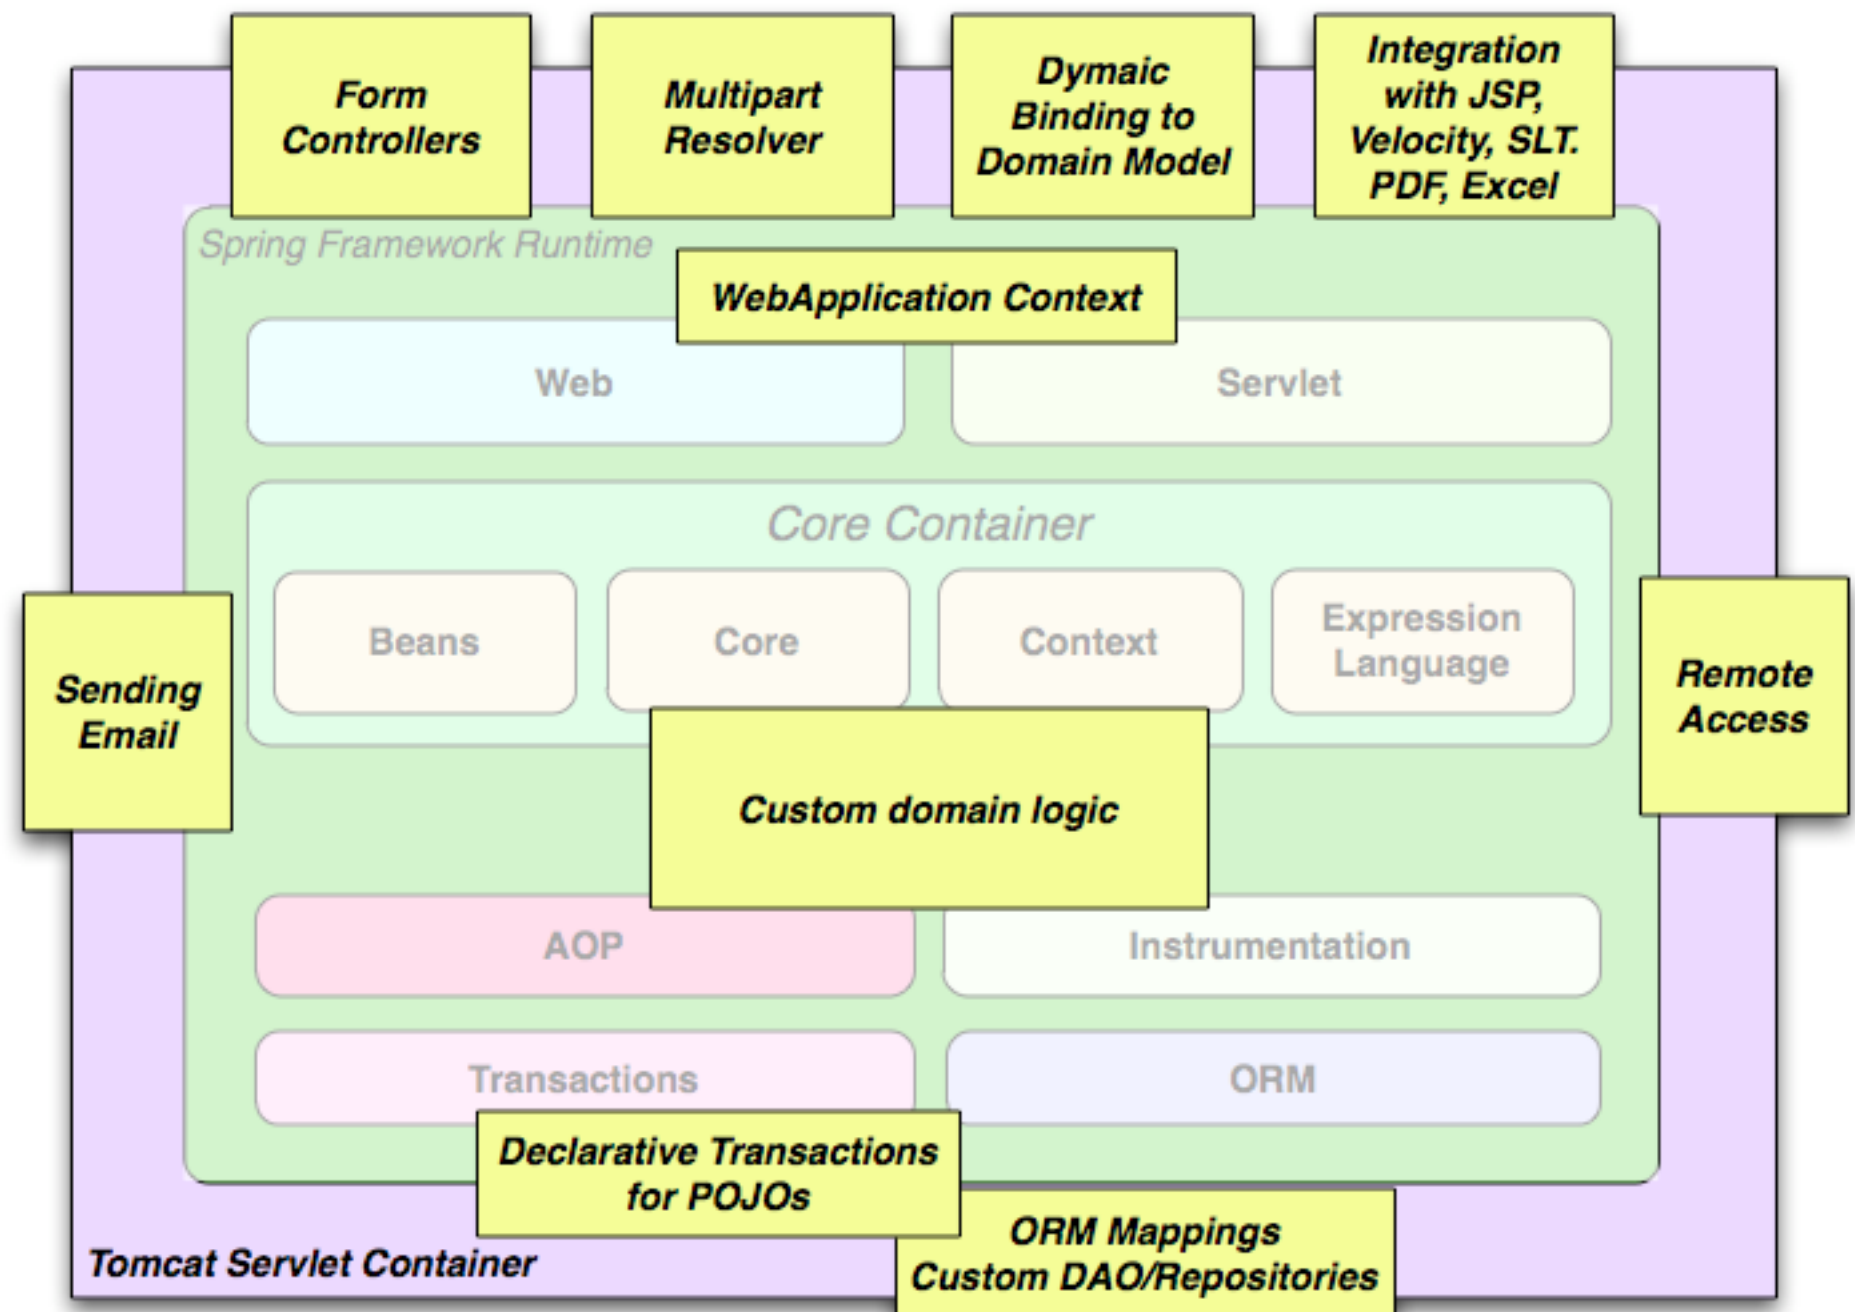 Form
Controllers
Multipart
Resolver
Dymaic
Binding to
Domain Model
Integration
with JSP,
Velocity, SLT.
PDF, Excel
Spring Framework Runtime
WebApplication Context
Web
Servlet
Core Container
Beans
Core
Context
Expression
Language
Sending
Email
Remote
Access
Custom domain logic
AOP
Instrumentation
Transactions
ORM
Declarative Transactions
for POJOs
ORM Mappings
Custom DAO/Repositories
Tomcat Servlet Container